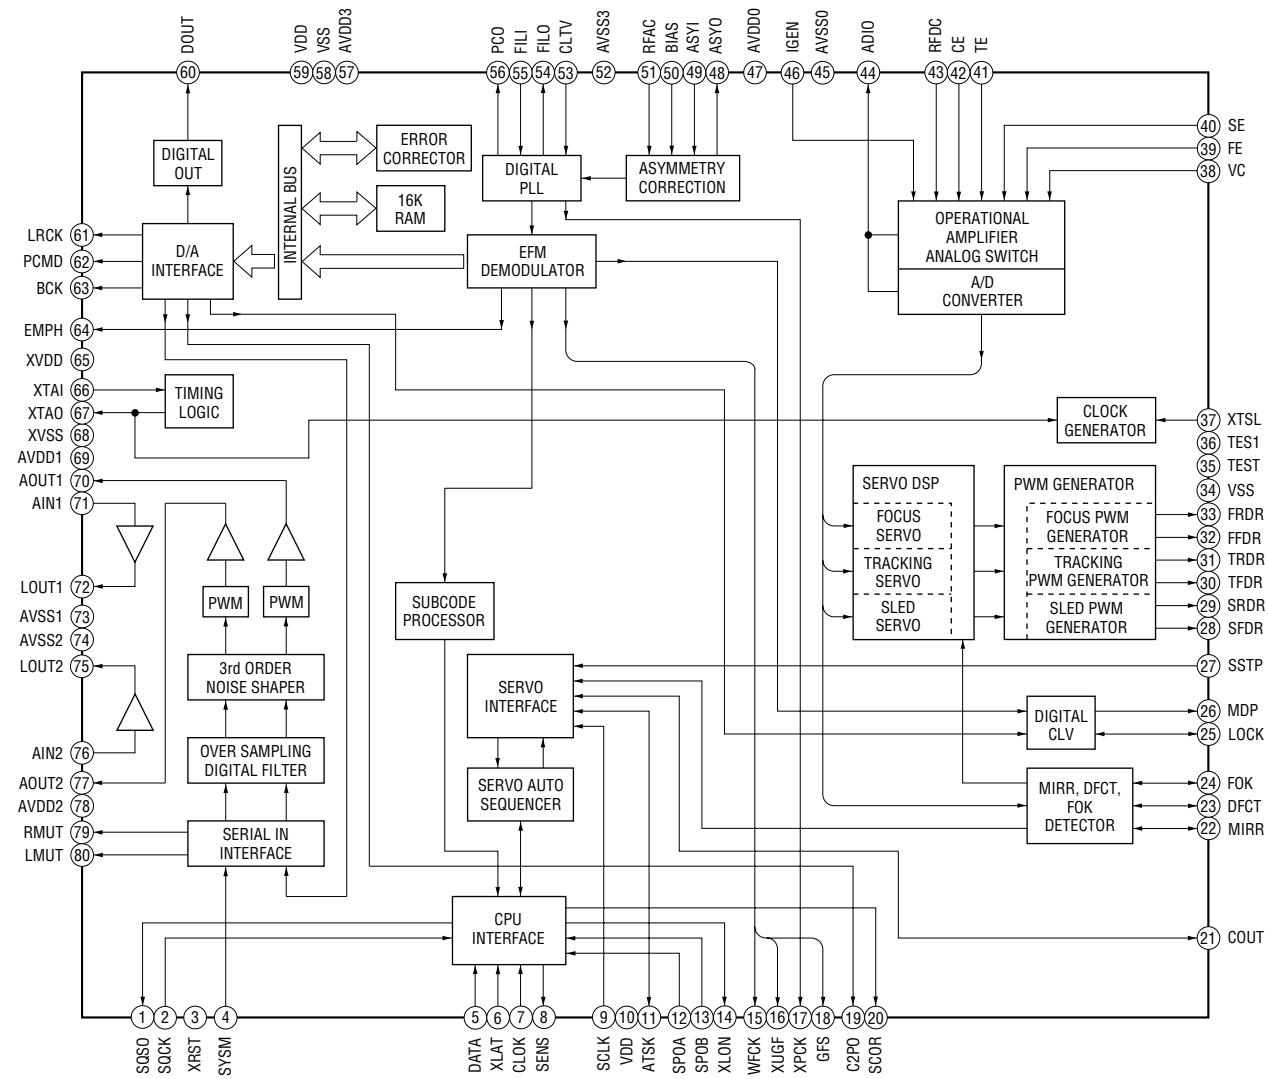 DOUT
VDD
VSS
AVDD3
PCO
FILI
FILO
CLTV
AVSS3
RFAC
BIAS
ASYI
ASYO
AVDD0
IGEN
AVSS0
ADIO
RFDC
CE
TE
60
59
58
57
56
55
54
53
52
51
50
49
48
47
46
45
44
43
42
41
40 SE
39 FE
38 VC
DIGITAL
OUT
INTERNAL BUS
ERROR
CORRECTOR
16K
RAM
DIGITAL
PLL
ASYMMETRY
CORRECTION
OPERATIONAL
AMPLIFIER
ANALOG SWITCH
A/D
CONVERTER
LRCK 61
PCMD 62
BCK 63
D/A
INTERFACE
EFM
DEMODULATOR
EMPH 64
XVDD 65
XTAI 66
XTAO 67
XVSS 68
AVDD1 69
AOUT1 70
AIN1 71
TIMING
LOGIC
CLOCK
GENERATOR
37 XTSL
36 TES1
35 TEST
34 VSS
33 FRDR
32 FFDR
31 TRDR
30 TFDR
29 SRDR
28 SFDR
27 SSTP
SERVO DSP
FOCUS
SERVO
TRACKING
SERVO
SLED
SERVO
PWM GENERATOR
FOCUS PWM
GENERATOR
TRACKING
PWM GENERATOR
SLED PWM
GENERATOR
LOUT1 72
AVSS1 73
AVSS2 74
LOUT2 75
PWM
PWM
SUBCODE
PROCESSOR
3rd ORDER
NOISE SHAPER
SERVO
INTERFACE
DIGITAL
CLV
26 MDP
25 LOCK
AIN2 76
AOUT2 77
AVDD2 78
RMUT 79
LMUT 80
OVER SAMPLING
DIGITAL FILTER
SERVO AUTO
SEQUENCER
MIRR, DFCT,
FOK
DETECTOR
24 FOK
23 DFCT
22 MIRR
SERIAL IN
INTERFACE
CPU
INTERFACE
21 COUT
1
2
3
4
5
6
7
8
9
10
11
12
13
14
15
16
17
18
19
20
SQSO
SQCK
XRST
SYSM
DATA
XLAT
CLOK
SENS
SCLK
VDD
ATSK
SPOA
SPOB
XLON
WFCK
XUGF
XPCK
GFS
C2PO
SCOR